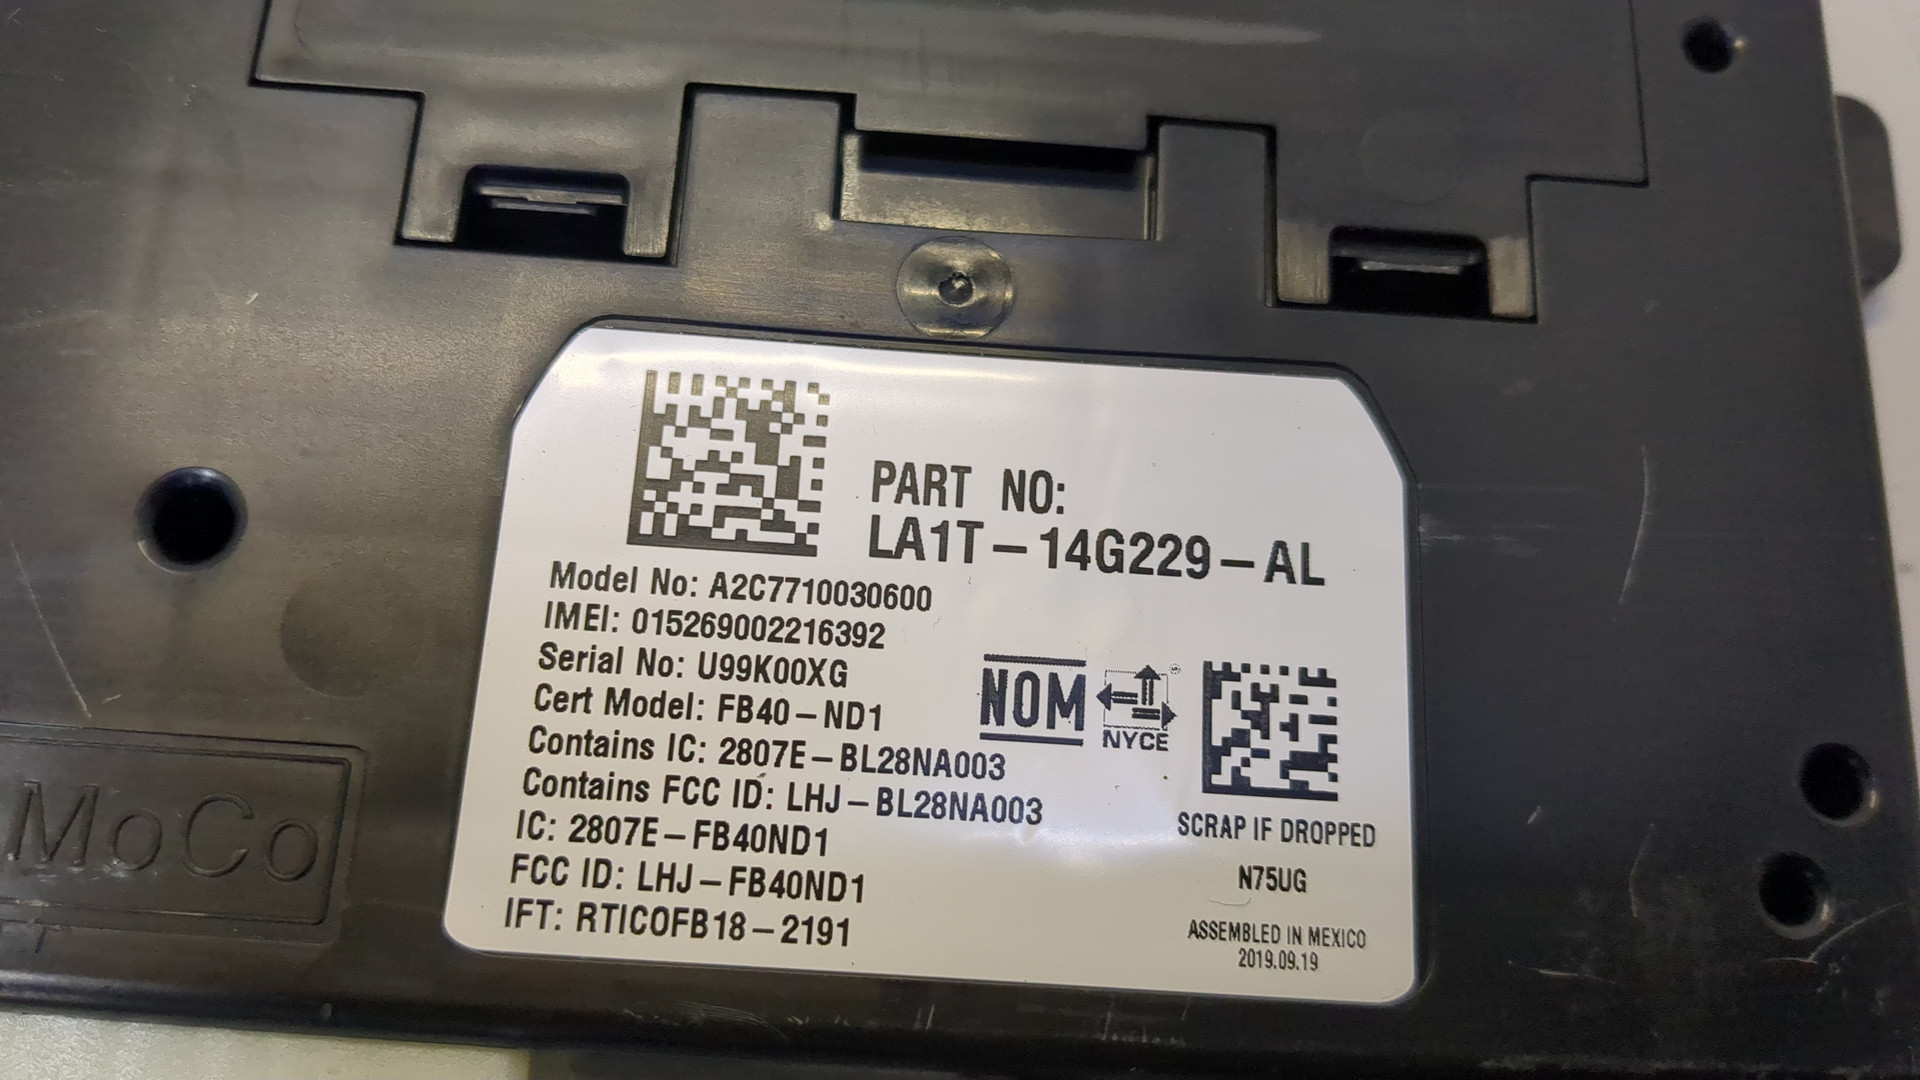 PART NO:
LA1T-14G229-AL
Model No: A2C7710030600
IMEI: 015269002216392
Serial No: U99K00XG
Cert Model: FB40-ND1
Contains IC: 2807E-BL28NA003
Contains FCC ID: LHJ-BL28NA003
IC: 2807E-FB40ND1
FCC ID: LHJ-FB40ND1
IFT: RTICOFB18-2191
NOM
NYCE
SCRAP IF DROPPED
N75UG
ASSEMBLED IN MEXICO
2019.09.19
MoCo